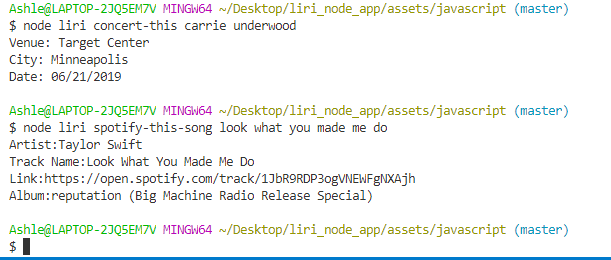 Ashle@LAPTOP-2JQ5EM7V MINGW64 ~/Desktop/liri_node_app/assets/javascript (master)
$ node liri concert-this carrie underwood
Venue: Target Center
City: Minneapolis
Date: 06/21/2019
Ashle@LAPTOP-2JQ5EM7V MINGW64 ~/Desktop/liri_node_app/assets/javascript (master)
$ node liri spotify-this-song look what you made me do
Artist:Taylor Swift
Track Name:Look What You Made Me Do
Link:https://open.spotify.com/track/1JbR9RDP3ogVNEWFgNXAjh
Album:reputation (Big Machine Radio Release Special)
Ashle@LAPTOP-2JQ5EM7V MINGW64 ~/Desktop/liri_node_app/assets/javascript (master)
$